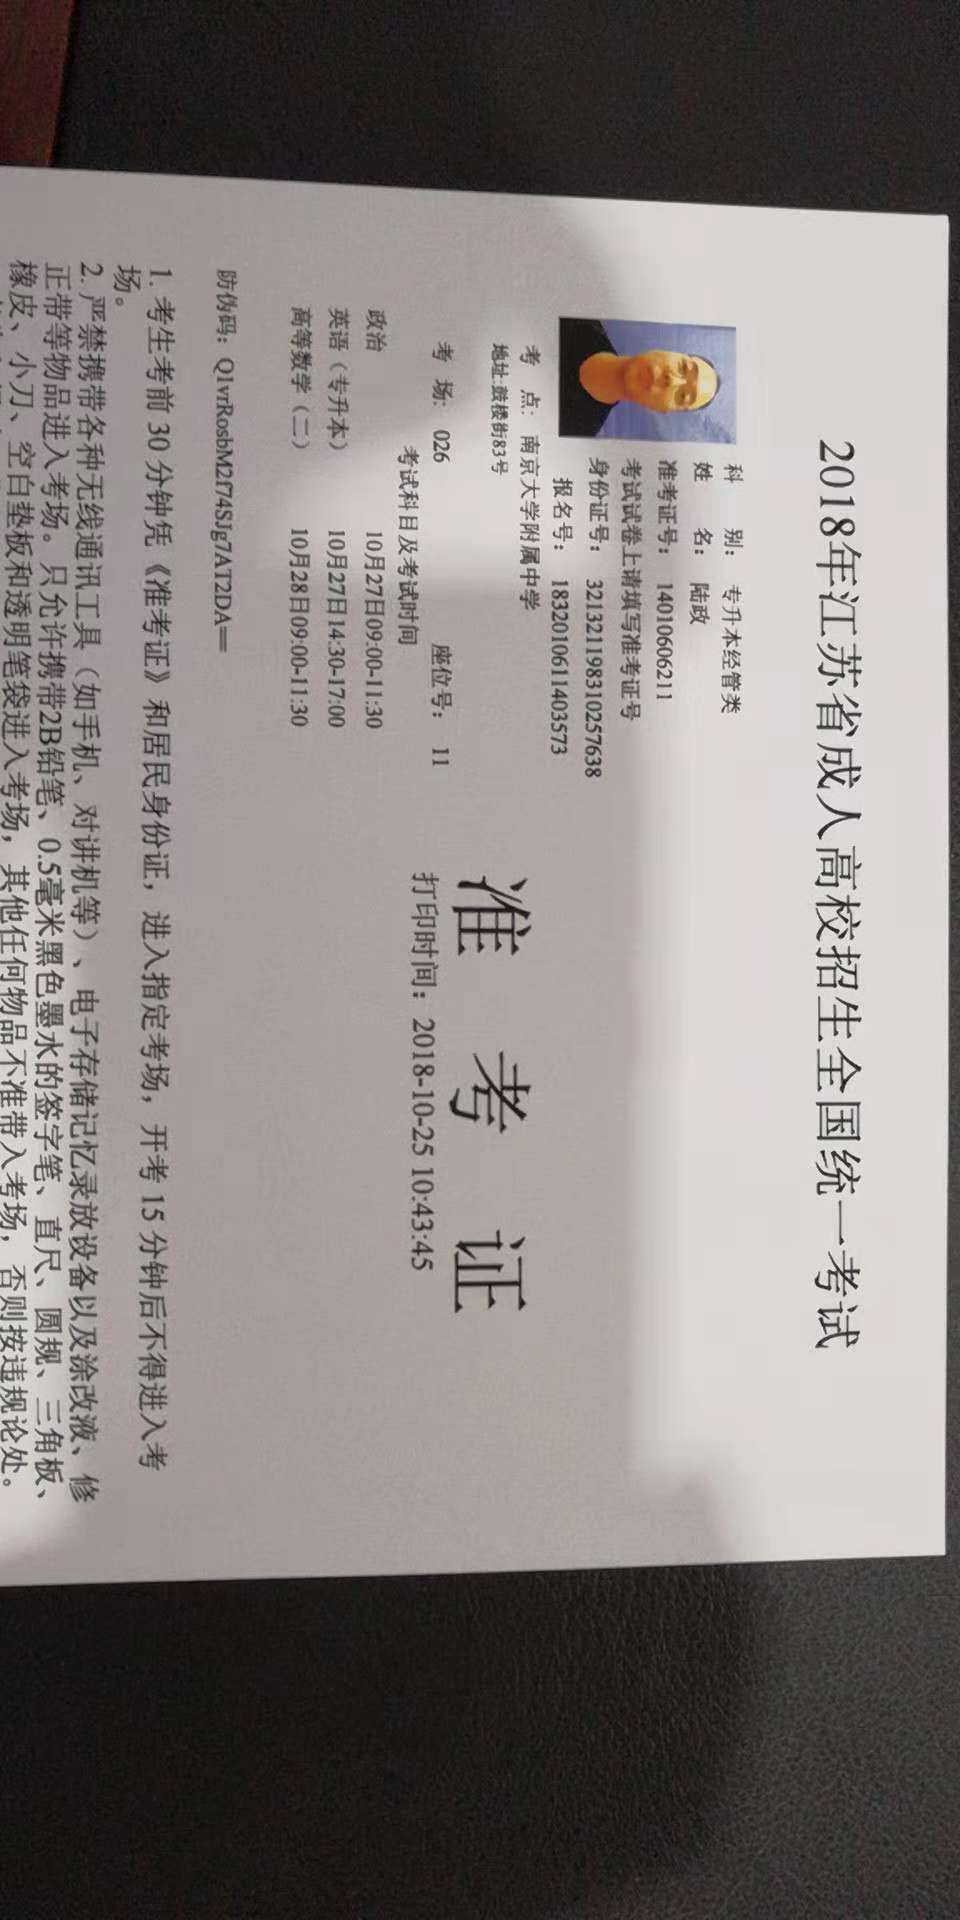 2018年江苏省成人高校招生全国统一考试
科 别： 专升本经管类
姓 名： 陆政
准考证号： 14010606211
考试试卷上请填写准考证号
身份证号： 321321198310257638
报名号： 1832010611403573
考 点： 南京大学附属中学
地址:鼓楼街83号
准 考 证
考 场： 026 座位号： 11
打印时间：2018-10-25 10:43:45
考试科目及考试时间
政治 10月27日09:00-11:30
英语（专升本） 10月27日14:30-17:00
高等数学（二） 10月28日09:00-11:30
防伪码：Q1vrRosbM2f74SJg7AT2DA==
1. 考生考前 30 分钟凭《准考证》和居民身份证，进入指定考场，开考 15 分钟后不得进入考
场。
2. 严禁携带各种无线通讯工具（如手机、对讲机等）、电子存储记忆录放设备以及涂改液、修
正带等物品进入考场。只允许携带2B铅笔、0.5毫米黑色墨水的签字笔、直尺、圆规、三角板、
橡皮、小刀、空白垫板和透明笔袋进入考场，其他任何物品不准带入考场，否则按违规论处。